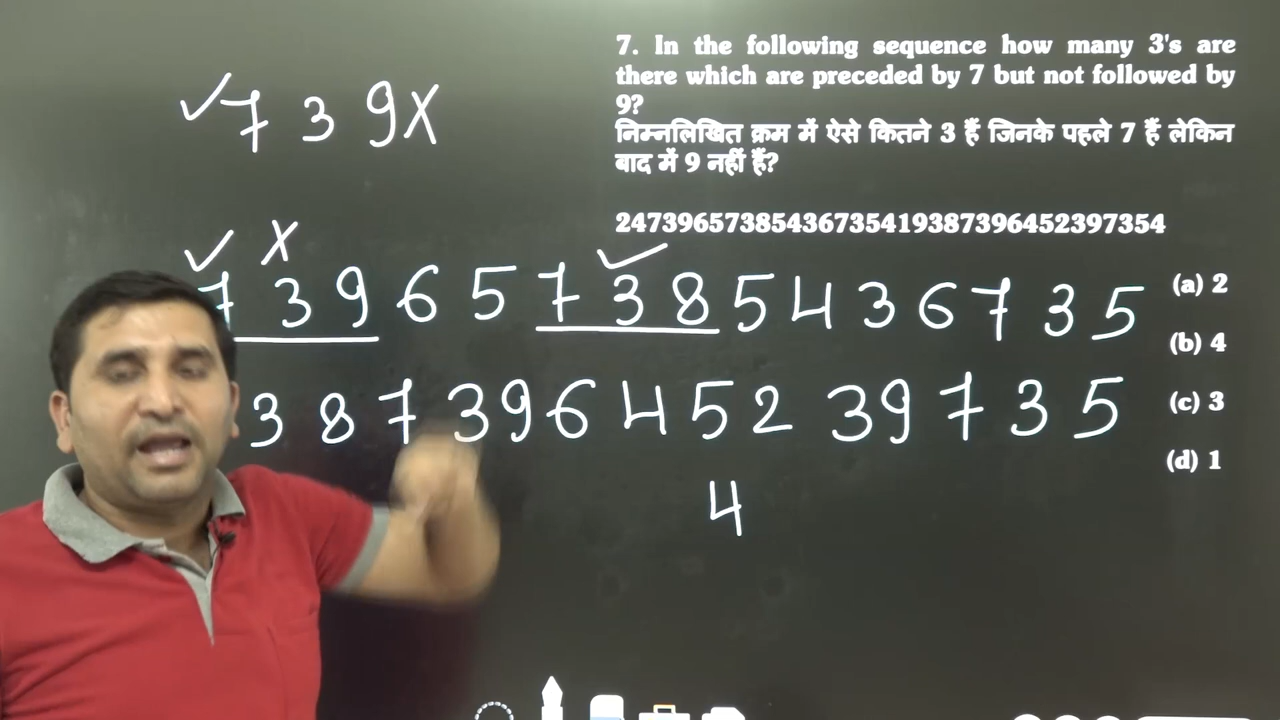 7. In the following sequence how many 3's are
there which are preceded by 7 but not followed by
9?
निम्नलिखित क्रम में ऐसे कितने 3 हैं जिनके पहले 7 हैं लेकिन
बाद में 9 नहीं हैं?
2473965738543673541938739645239 7354
(a) 2
(b) 4
(c) 3
(d) 1
✓7 3 9X
✓ X ✓
7 3 9 6 5 7 3 8 5 4 3 6 7 3 5
3 8 7 3 9 6 4 5 2 3 9 7 3 5
4